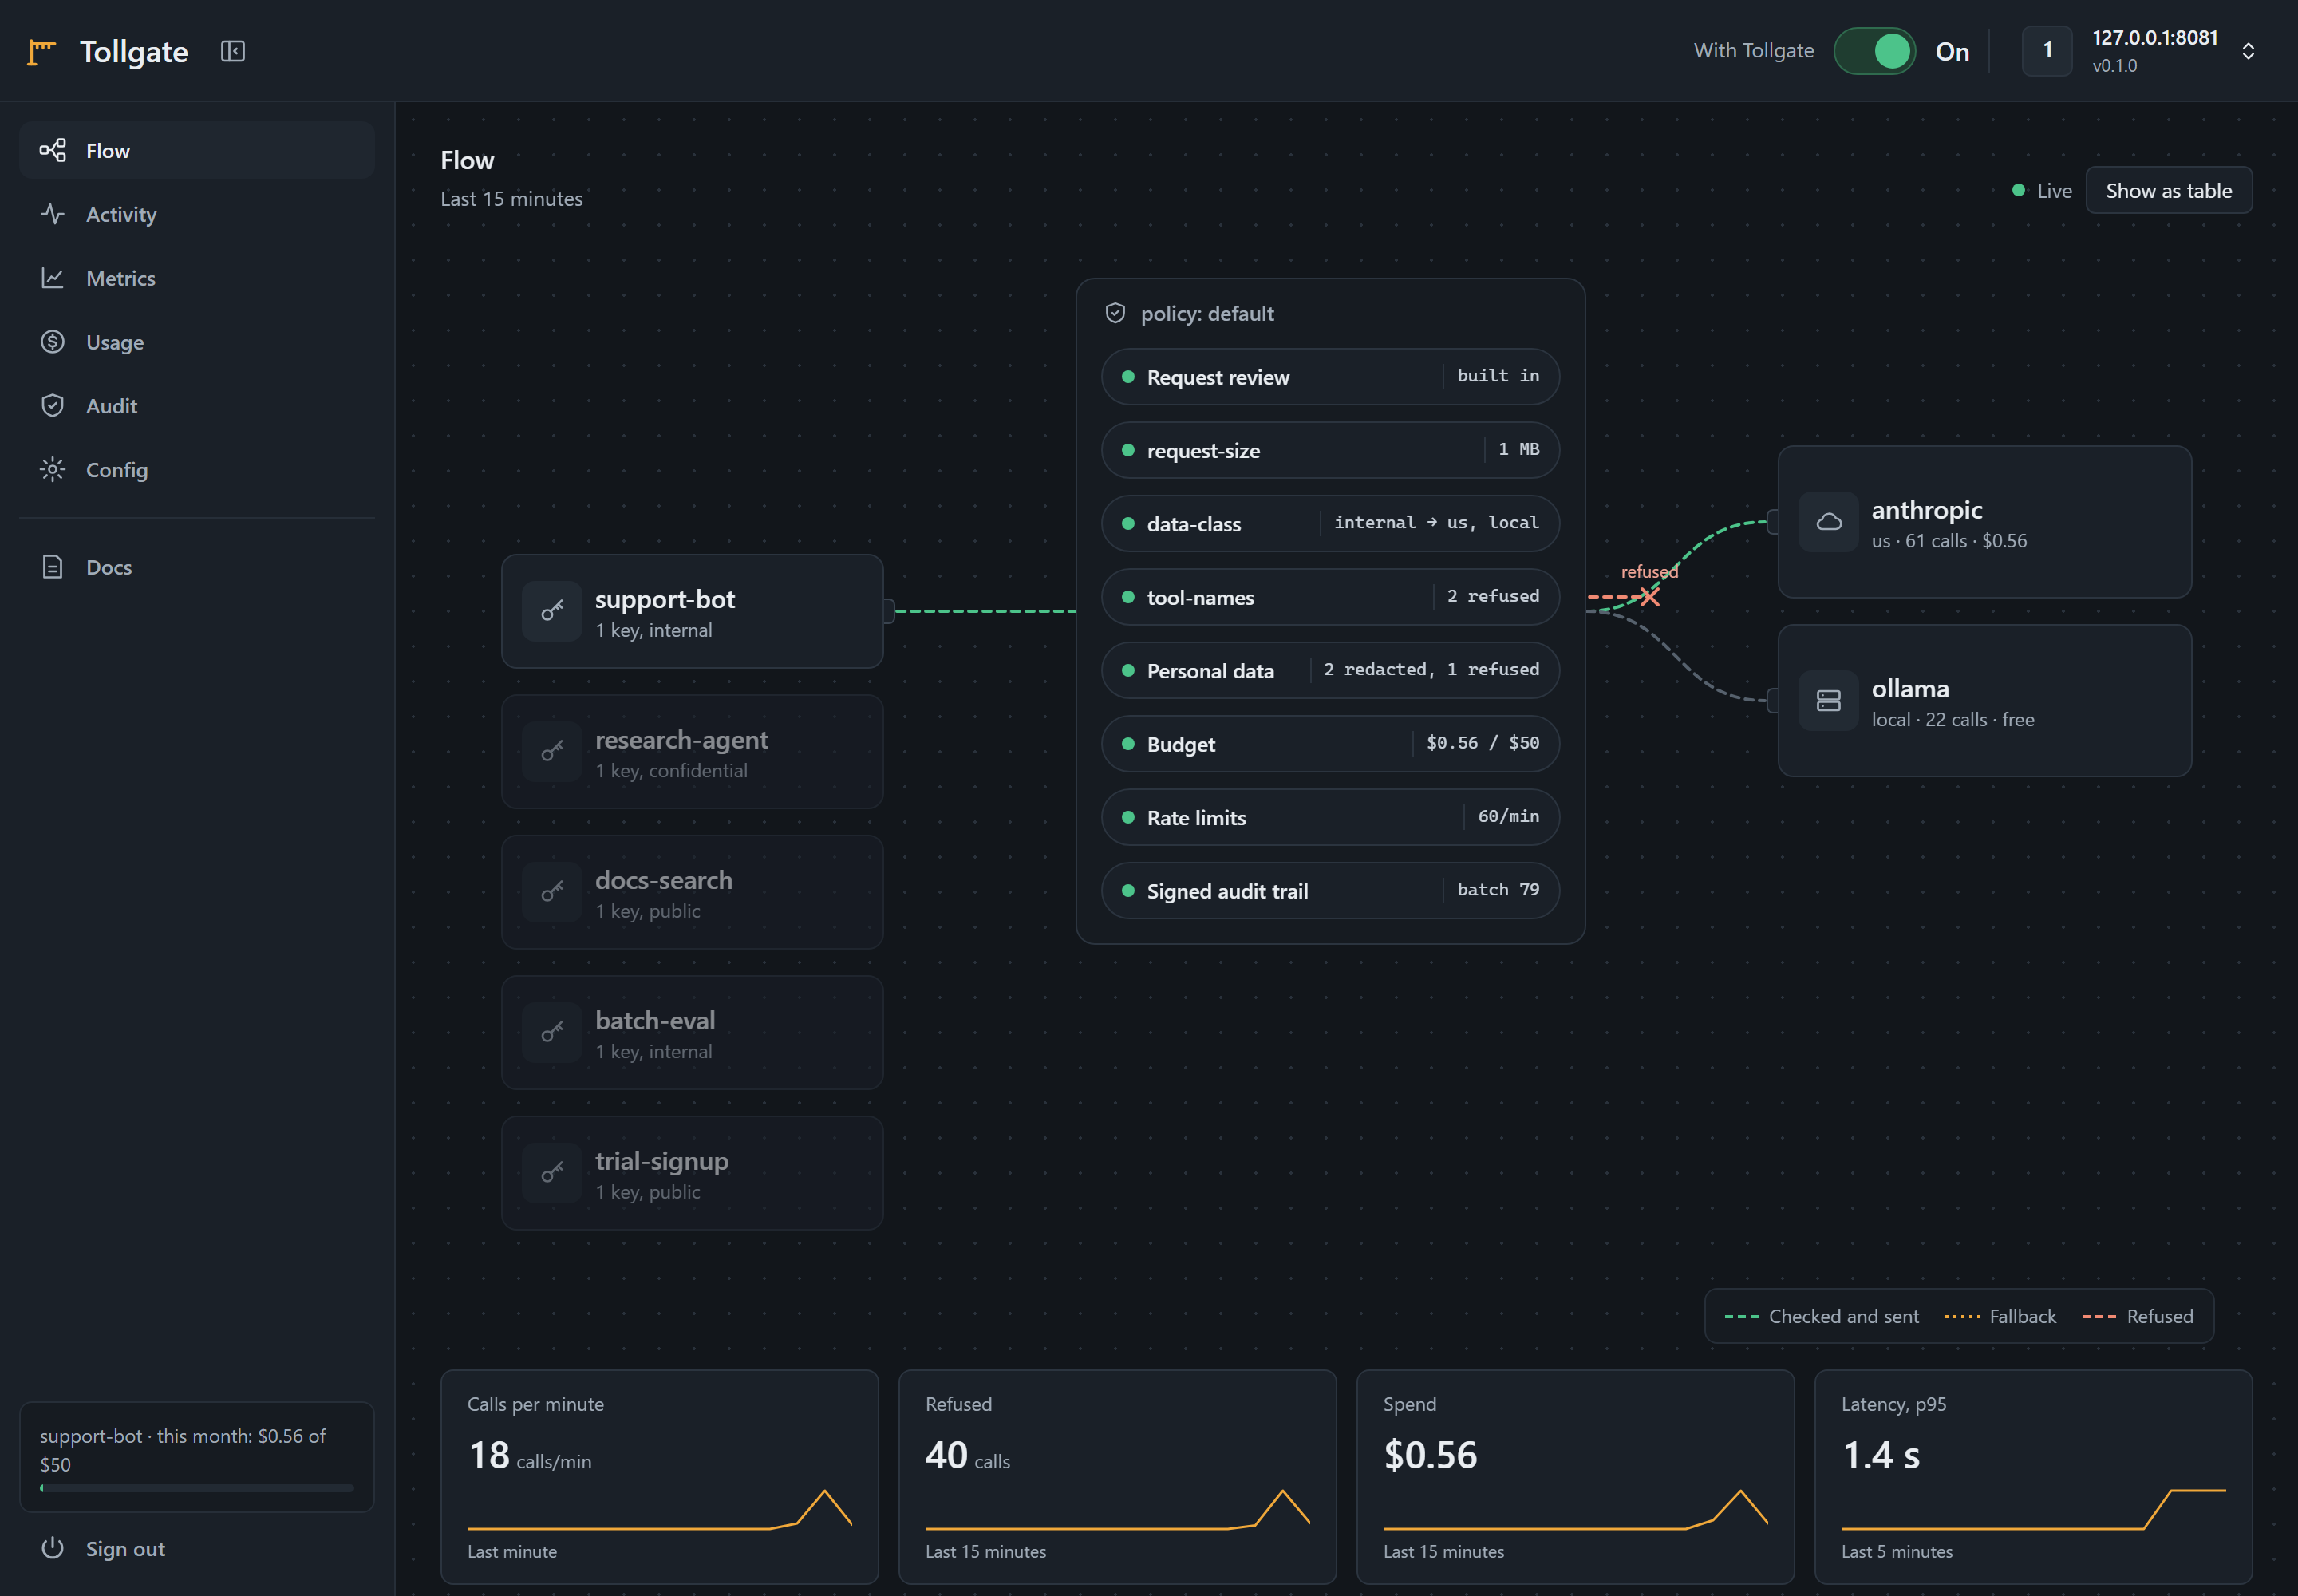 Tollgate
With Tollgate
On
1
127.0.0.1:8081
v0.1.0
Flow
Activity
Metrics
Usage
Audit
Config
Docs
support-bot · this month: $0.56 of
$50
Sign out
Flow
Last 15 minutes
Live
Show as table
support-bot
1 key, internal
research-agent
1 key, confidential
docs-search
1 key, public
batch-eval
1 key, internal
trial-signup
1 key, public
policy: default
Request review
built in
request-size
1 MB
data-class
internal → us, local
tool-names
2 refused
Personal data
2 redacted, 1 refused
Budget
$0.56 / $50
Rate limits
60/min
Signed audit trail
batch 79
refused
anthropic
us · 61 calls · $0.56
ollama
local · 22 calls · free
Checked and sent
Fallback
Refused
Calls per minute
18 calls/min
Last minute
Refused
40 calls
Last 15 minutes
Spend
$0.56
Last 15 minutes
Latency, p95
1.4 s
Last 5 minutes